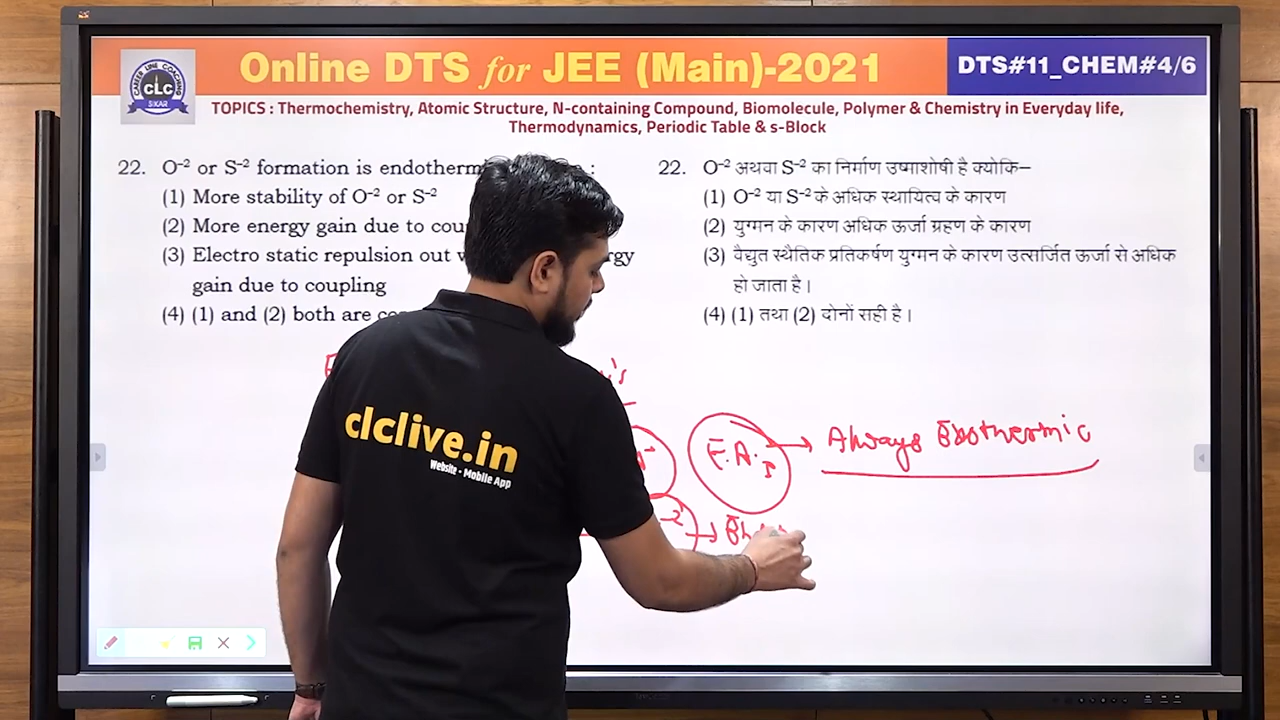 Online DTS for JEE (Main)-2021
DTS#11_CHEM#4/6
CAREER LINE COACHING
CLC
SIKAR
TOPICS : Thermochemistry, Atomic Structure, N-containing Compound, Biomolecule, Polymer & Chemistry in Everyday life,
Thermodynamics, Periodic Table & s-Block
22. O⁻² or S⁻² formation is endothermi :
(1) More stability of O⁻² or S⁻²
(2) More energy gain due to cou
(3) Electro static repulsion out
gain due to coupling
(4) (1) and (2) both are
22. O⁻² अथवा S⁻² का निर्माण उष्माशोषी है क्योकि–
(1) O⁻² या S⁻² के अधिक स्थायित्व के कारण
(2) युग्मन के कारण अधिक ऊर्जा ग्रहण के कारण
(3) वैद्युत स्थैतिक प्रतिकर्षण युग्मन के कारण उत्सर्जित ऊर्जा से अधिक
हो जाता है।
(4) (1) तथा (2) दोनों सही है।
E.A.I → Always Exothermic
clclive.in
Website - Mobile App